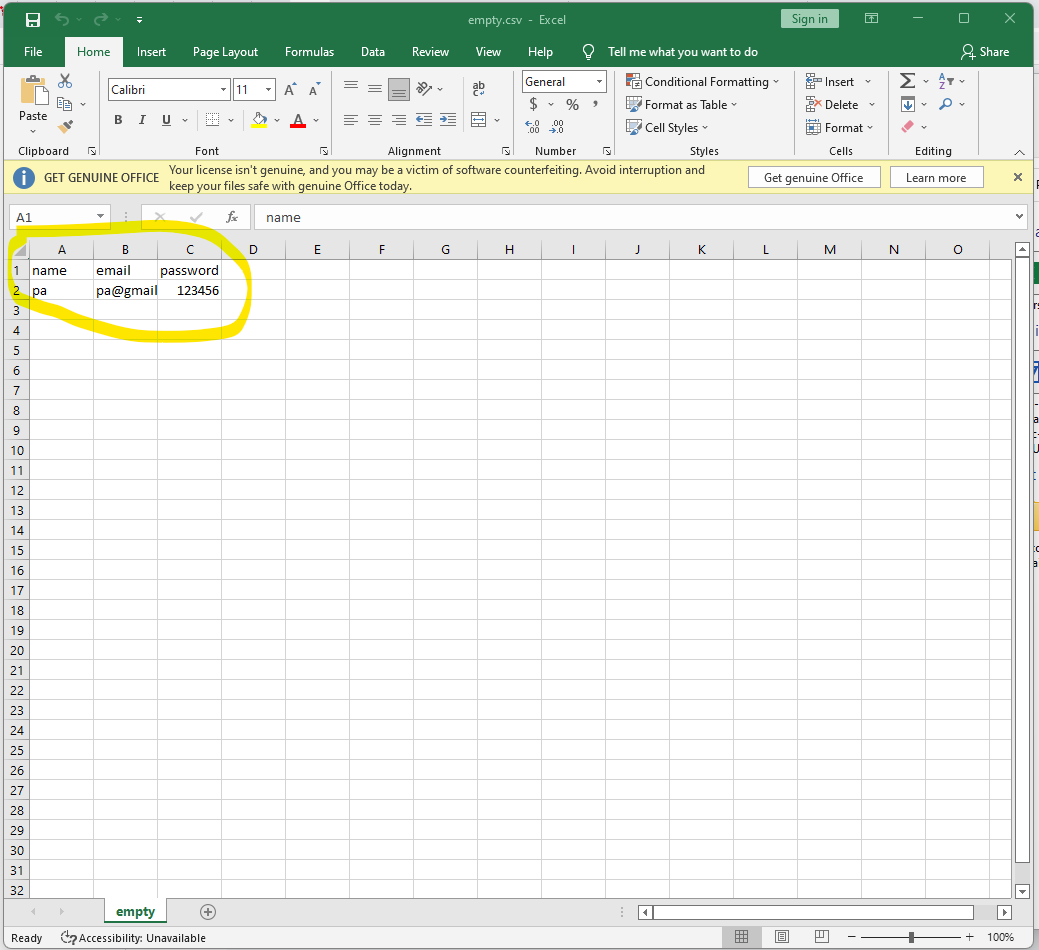 empty.csv - Excel
Sign in
File Home Insert Page Layout Formulas Data Review View Help Tell me what you want to do Share
Paste
Calibri 11 A A
B I U A
ab
General
$ % ,
.00
.00
Conditional Formatting
Format as Table
Cell Styles
Insert
Delete
Format
Clipboard Font Alignment Number Styles Cells Editing
GET GENUINE OFFICE Your license isn't genuine, and you may be a victim of software counterfeiting. Avoid interruption and
keep your files safe with genuine Office today.
Get genuine Office Learn more
A1 fx name
A B C D E F G H I J K L M N O
1 name email password
2 pa pa@gmail 123456
3
4
5
6
7
8
9
10
11
12
13
14
15
16
17
18
19
20
21
22
23
24
25
26
27
28
29
30
31
32
empty
Ready Accessibility: Unavailable 100%